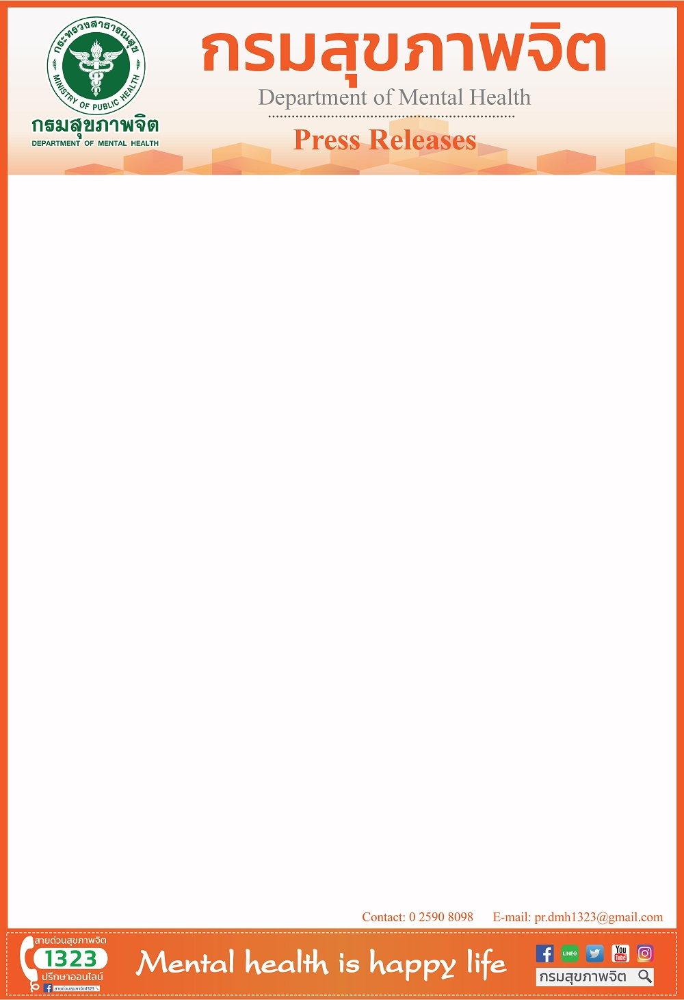 กระทรวงสาธารณสุข
MINISTRY OF PUBLIC HEALTH
กรมสุขภาพจิต
DEPARTMENT OF MENTAL HEALTH
กรมสุขภาพจิต
Department of Mental Health
Press Releases
Contact: 0 2590 8098 E-mail: pr.dmh1323@gmail.com
สายด่วนสุขภาพจิต
1323
ปรึกษาออนไลน์
สายด่วนสุขภาพจิต1323
Mental health is happy life
LINE@
You Tube
กรมสุขภาพจิต